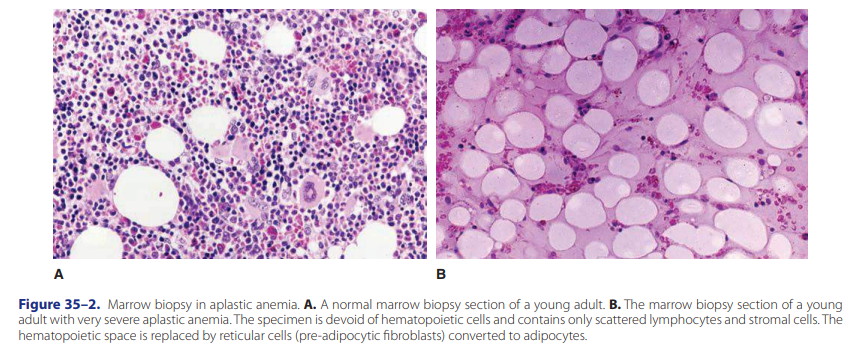 A
B
Figure 35–2. Marrow biopsy in aplastic anemia. A. A normal marrow biopsy section of a young adult. B. The marrow biopsy section of a young
adult with very severe aplastic anemia. The specimen is devoid of hematopoietic cells and contains only scattered lymphocytes and stromal cells. The
hematopoietic space is replaced by reticular cells (pre-adipocytic fibroblasts) converted to adipocytes.